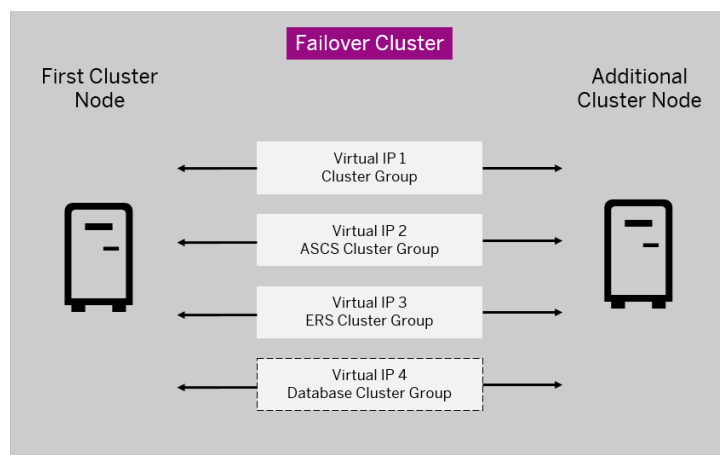 Failover Cluster
First Cluster
Node
Additional
Cluster Node
Virtual IP 1
Cluster Group
Virtual IP 2
ASCS Cluster Group
Virtual IP 3
ERS Cluster Group
Virtual IP 4
Database Cluster Group